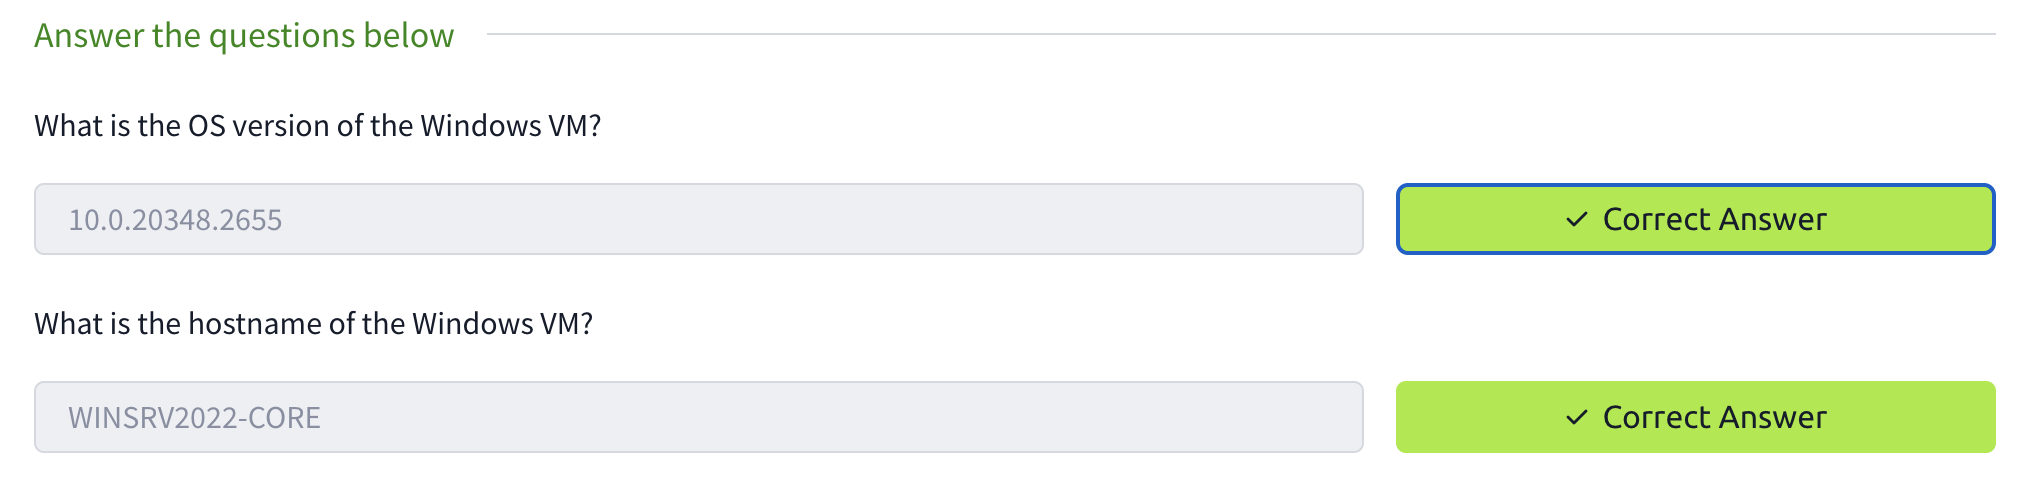 Answer the questions below
What is the OS version of the Windows VM?
10.0.20348.2655
✓ Correct Answer
What is the hostname of the Windows VM?
WINSRV2022-CORE
✓ Correct Answer